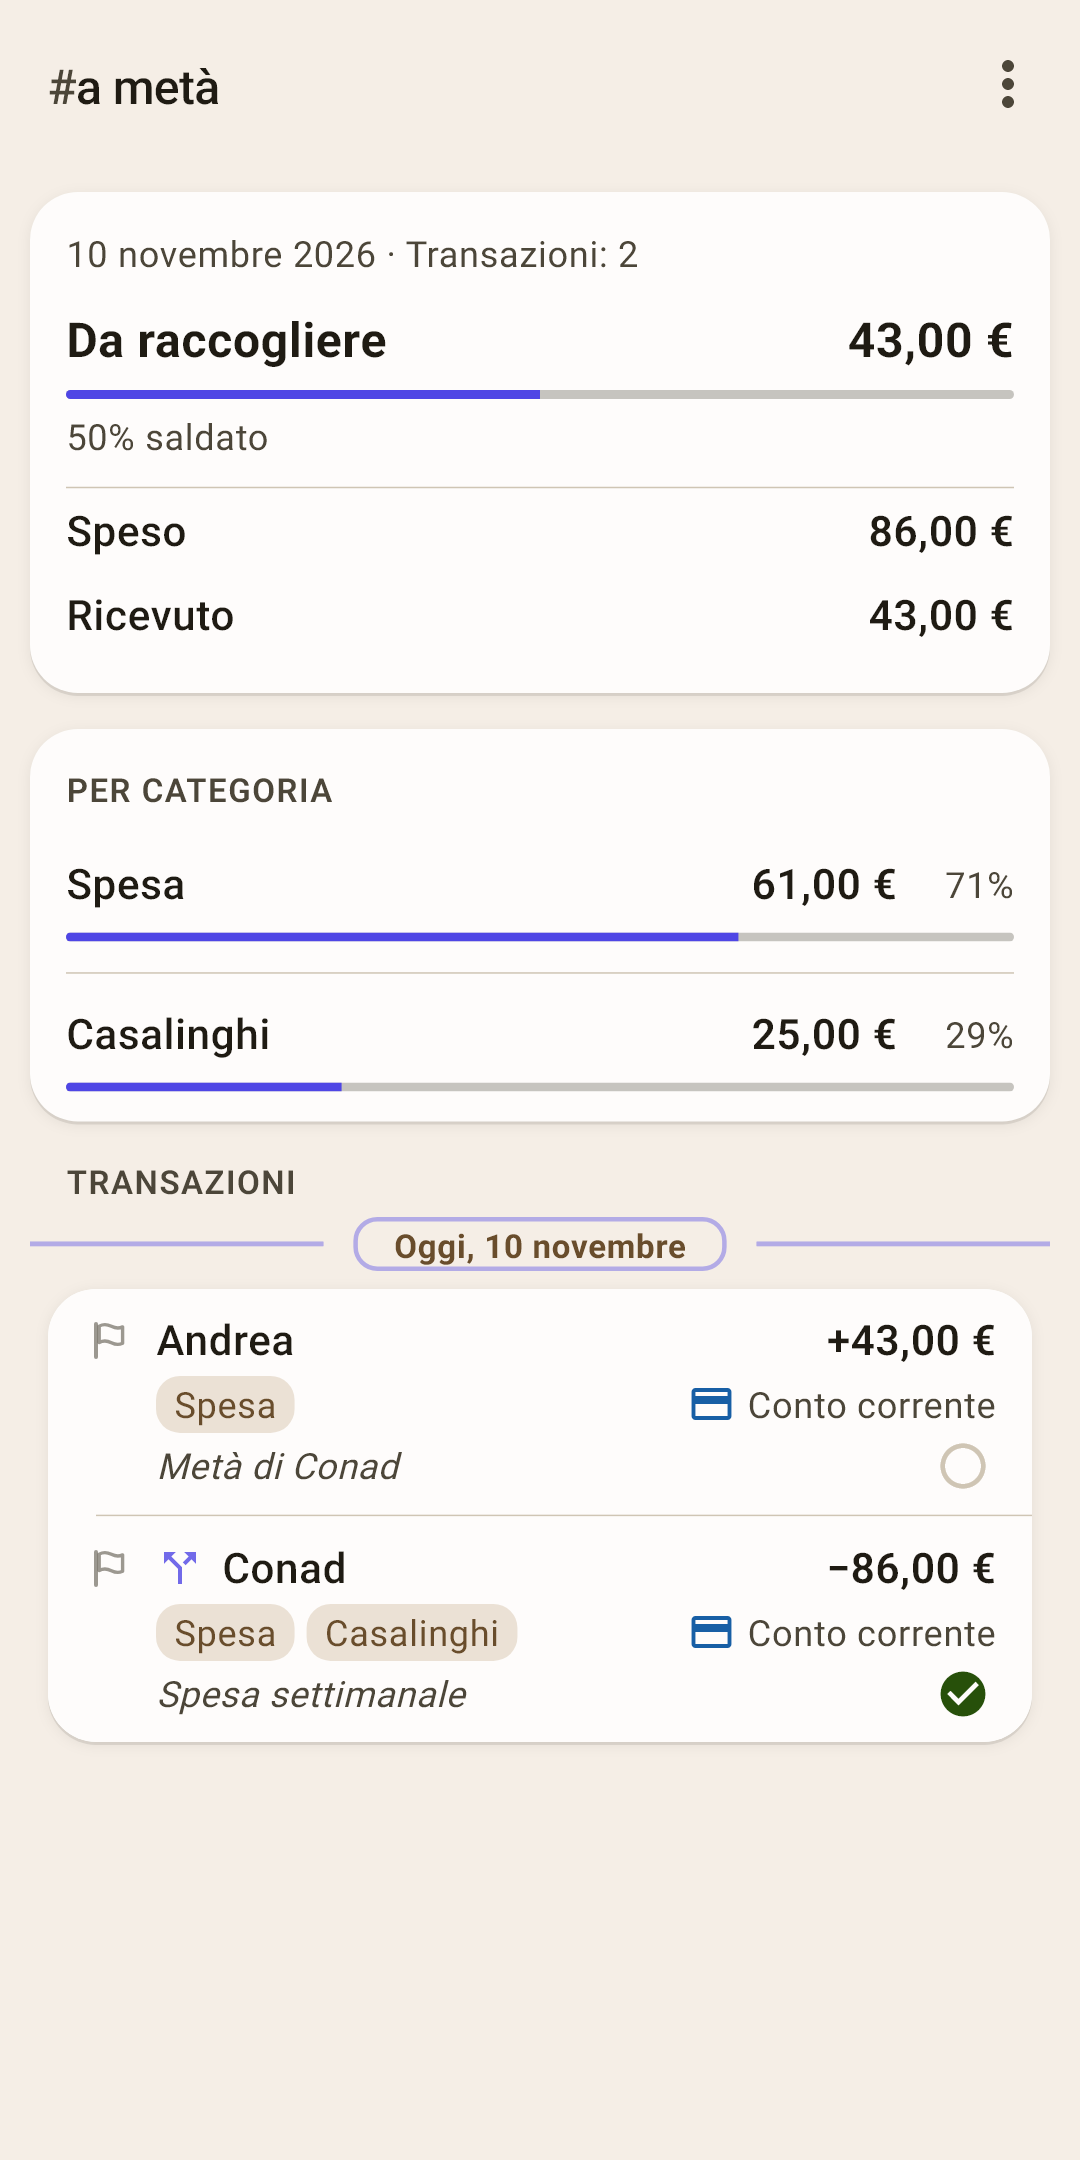 #a metà
10 novembre 2026 · Transazioni: 2
Da raccogliere 43,00 €
50% saldato
Speso 86,00 €
Ricevuto 43,00 €
PER CATEGORIA
Spesa 61,00 € 71%
Casalinghi 25,00 € 29%
TRANSAZIONI
Oggi, 10 novembre
Andrea +43,00 €
Spesa Conto corrente
Metà di Conad
Conad −86,00 €
Spesa Casalinghi Conto corrente
Spesa settimanale